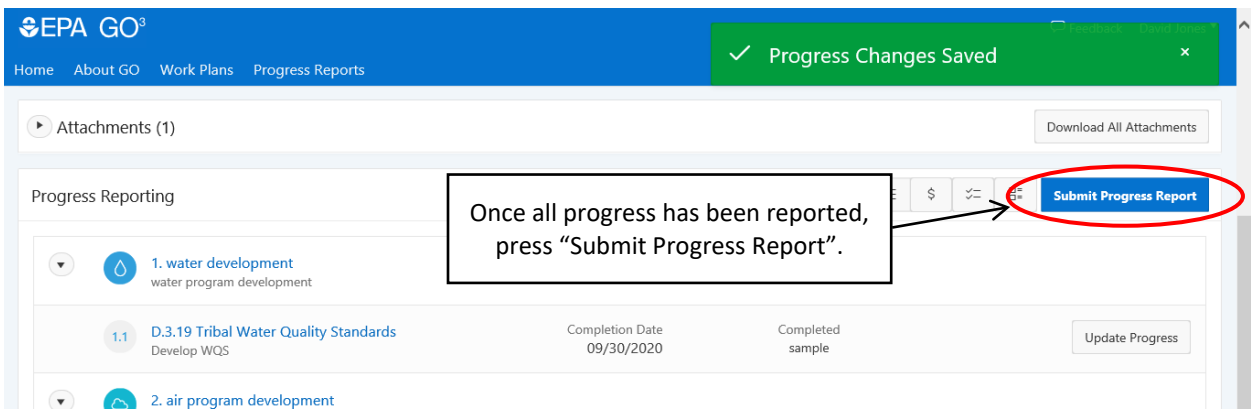 EPA GO³
Feedback David Jones
Progress Changes Saved ×
Home About GO Work Plans Progress Reports
Attachments (1)
Download All Attachments
Progress Reporting
$
Submit Progress Report
Once all progress has been reported,
press “Submit Progress Report”.
1. water development
water program development
1.1 D.3.19 Tribal Water Quality Standards
Develop WQS
Completion Date
09/30/2020
Completed
sample
Update Progress
2. air program development